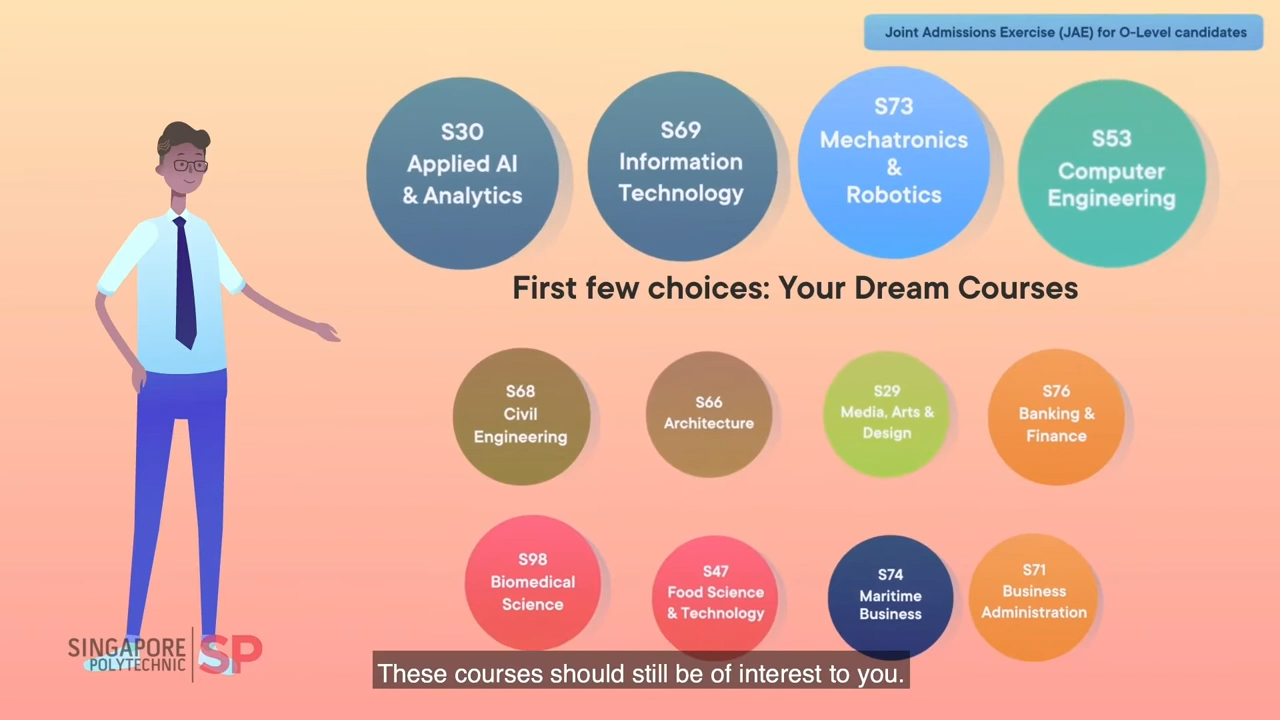 Joint Admissions Exercise (JAE) for O-Level candidates
S30
Applied AI
& Analytics
S69
Information
Technology
S73
Mechatronics
&
Robotics
S53
Computer
Engineering
First few choices: Your Dream Courses
S68
Civil
Engineering
S66
Architecture
S29
Media, Arts &
Design
S76
Banking &
Finance
S98
Biomedical
Science
S47
Food Science
& Technology
S74
Maritime
Business
S71
Business
Administration
SINGAPORE
POLYTECHNIC
SP
These courses should still be of interest to you.